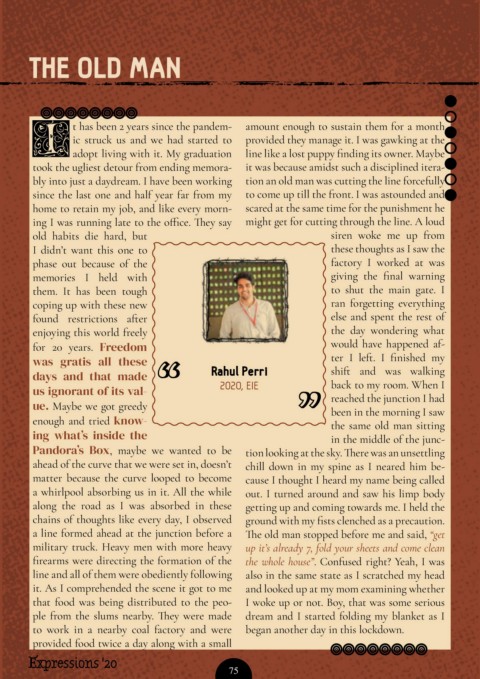 THE OLD MAN
It has been 2 years since the pandem-
ic struck us and we had started to
adopt living with it. My graduation
took the ugliest detour from ending memora-
bly into just a daydream. I have been working
since the last one and half year far from my
home to retain my job, and like every morn-
ing I was running late to the office. They say
old habits die hard, but
I didn't want this one to
phase out because of the
memories I held with
them. It has been tough
coping up with these new
found restrictions after
enjoying this world freely
for 20 years. Freedom
was gratis all these
days and that made
us ignorant of its val-
ue. Maybe we got greedy
enough and tried know-
ing what's inside the
Pandora's Box, maybe we wanted to be
ahead of the curve that we were set in, doesn't
matter because the curve looped to become
a whirlpool absorbing us in it. All the while
along the road as I was absorbed in these
chains of thoughts like every day, I observed
a line formed ahead at the junction before a
military truck. Heavy men with more heavy
firearms were directing the formation of the
line and all of them were obediently following
it. As I comprehended the scene it got to me
that food was being distributed to the peo-
ple from the slums nearby. They were made
to work in a nearby coal factory and were
provided food twice a day along with a small
amount enough to sustain them for a month
provided they manage it. I was gawking at the
line like a lost puppy finding its owner. Maybe
it was because amidst such a disciplined itera-
tion an old man was cutting the line forcefully
to come up till the front. I was astounded and
scared at the same time for the punishment he
might get for cutting through the line. A loud
siren woke me up from
these thoughts as I saw the
factory I worked at was
giving the final warning
to shut the main gate. I
ran forgetting everything
else and spent the rest of
the day wondering what
would have happened af-
ter I left. I finished my
shift and was walking
back to my room. When I
reached the junction I had
been in the morning I saw
the same old man sitting
in the middle of the junc-
tion looking at the sky. There was an unsettling
chill down in my spine as I neared him be-
cause I thought I heard my name being called
out. I turned around and saw his limp body
getting up and coming towards me. I held the
ground with my fists clenched as a precaution.
The old man stopped before me and said, "get
up it's already 7, fold your sheets and come clean
the whole house". Confused right? Yeah, I was
also in the same state as I scratched my head
and looked up at my mom examining whether
I woke up or not. Boy, that was some serious
dream and I started folding my blanket as I
began another day in this lockdown.
Rahul Perri
2020, EIE
Expressions '20
75